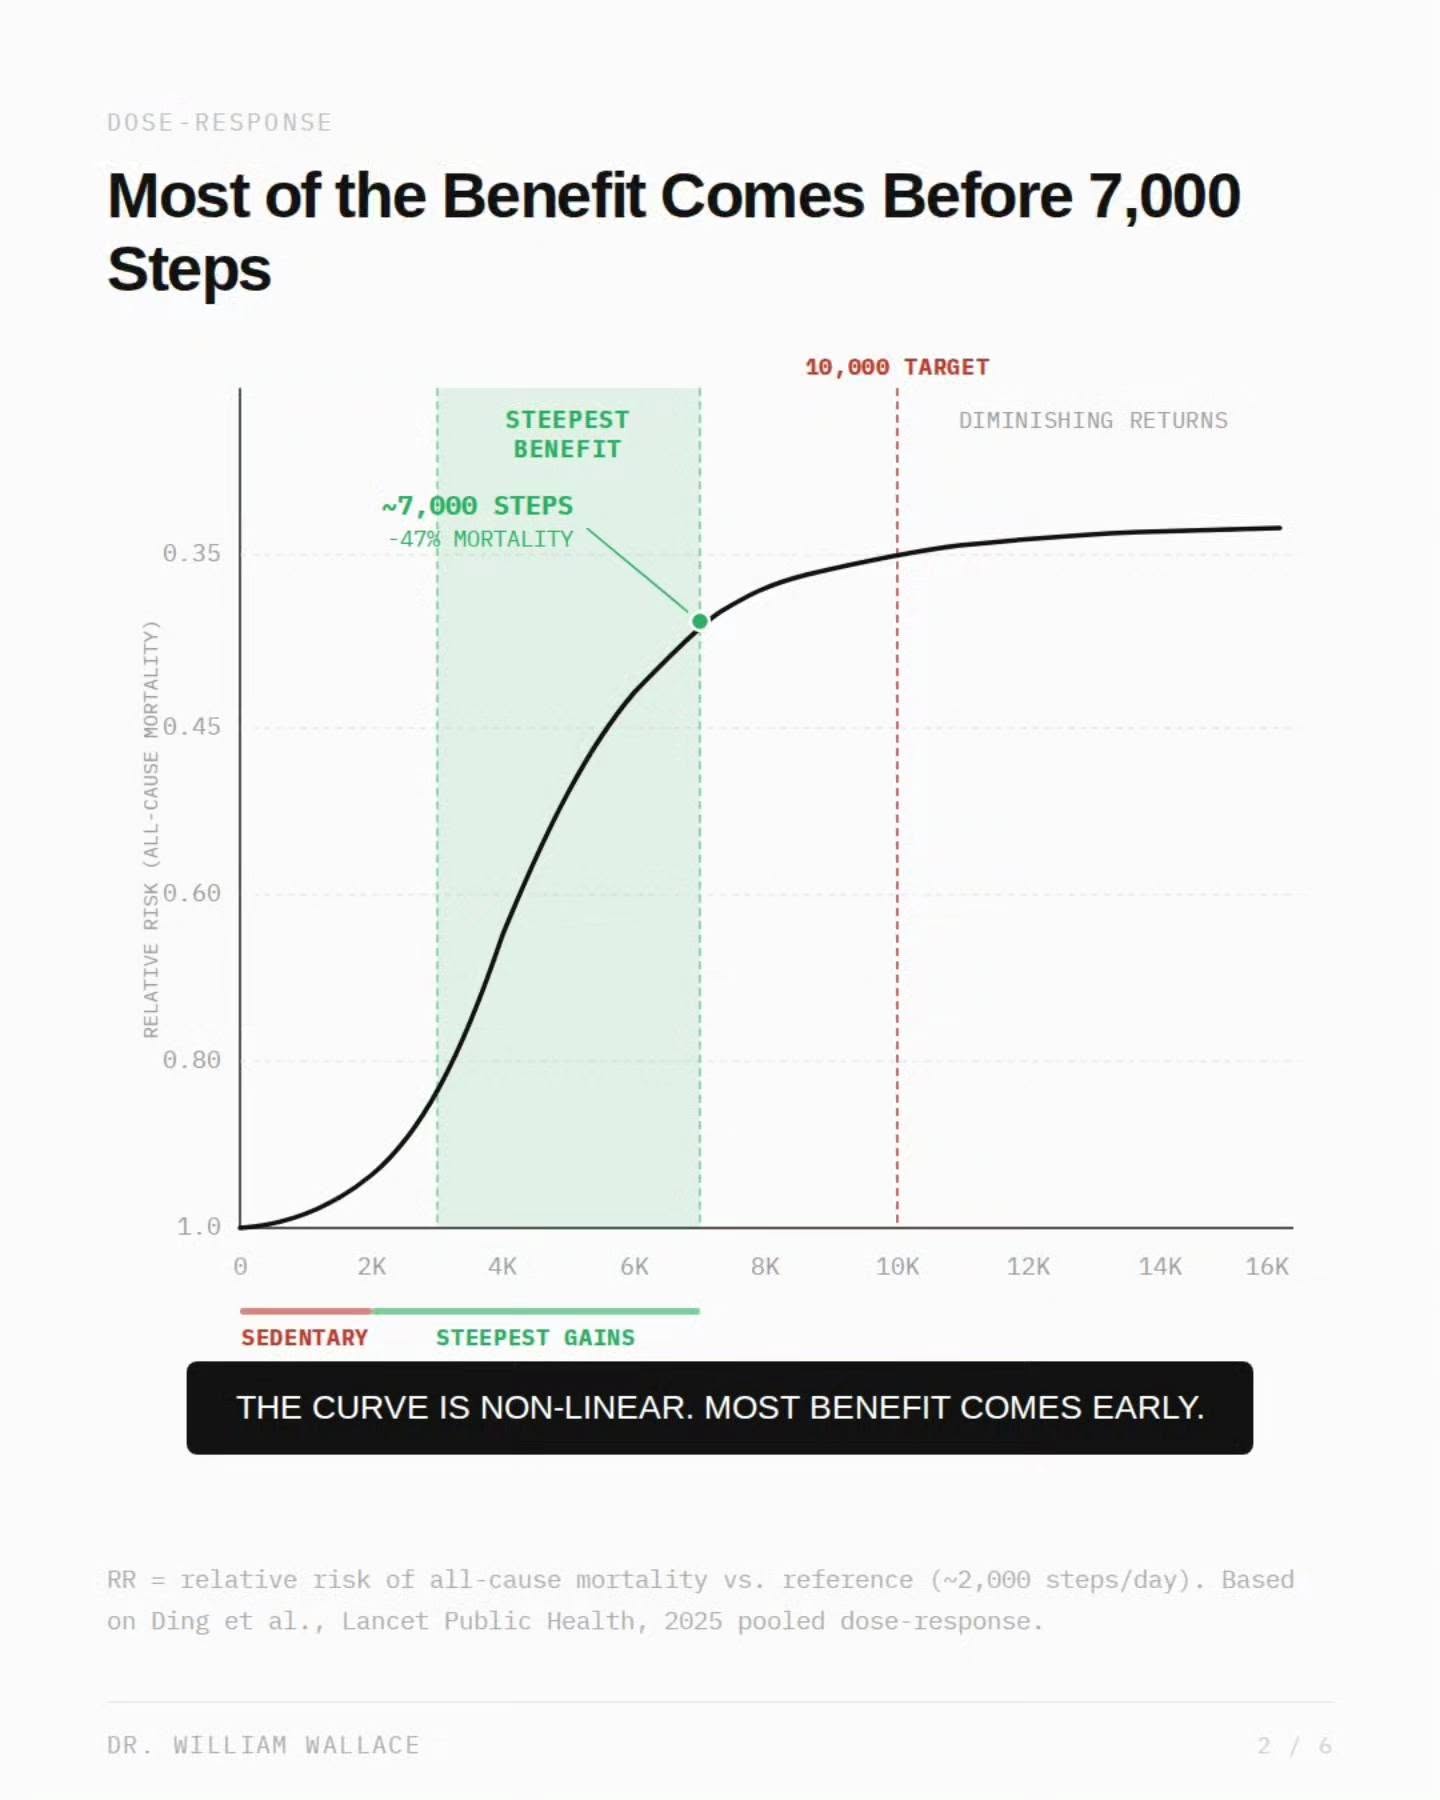 DOSE-RESPONSE
Most of the Benefit Comes Before 7,000
Steps
10,000 TARGET
STEEPEST
BENEFIT
DIMINISHING RETURNS
~7,000 STEPS
-47% MORTALITY
RELATIVE RISK (ALL-CAUSE MORTALITY)
0.35
0.45
0.60
0.80
1.0
0 2K 4K 6K 8K 10K 12K 14K 16K
SEDENTARY STEEPEST GAINS
THE CURVE IS NON-LINEAR. MOST BENEFIT COMES EARLY.
RR = relative risk of all-cause mortality vs. reference (~2,000 steps/day). Based
on Ding et al., Lancet Public Health, 2025 pooled dose-response.
DR. WILLIAM WALLACE
2 / 6